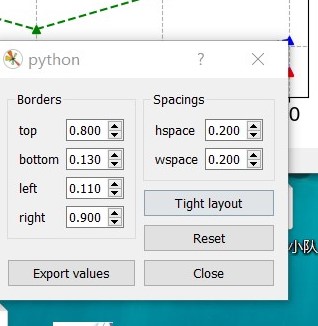 python
Borders
top 0.800
bottom 0.130
left 0.110
right 0.900
Spacings
hspace 0.200
wspace 0.200
Tight layout
Reset
Export values
Close
0
小队